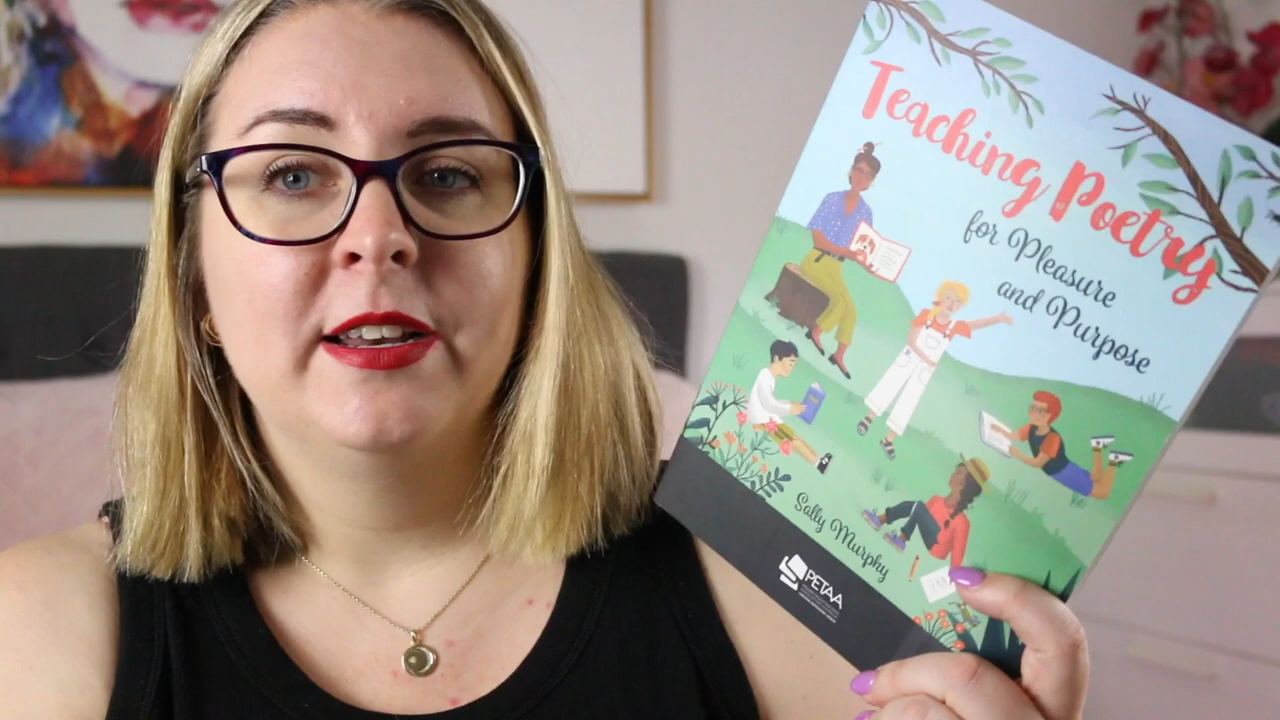 Teaching Poetry
for Pleasure
and Purpose
Sally Murphy
PETAA